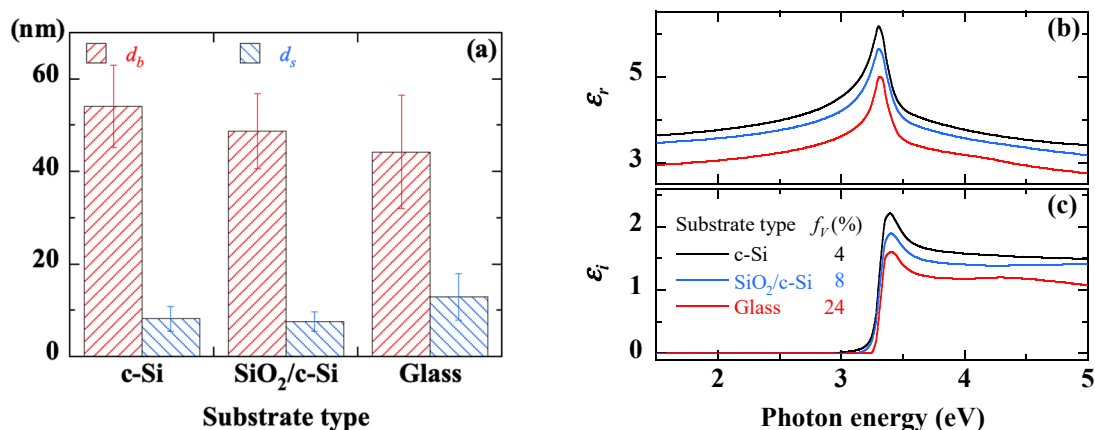 (nm)
(a)
d_b
d_s
60
40
20
0
c-Si
SiO₂/c-Si
Glass
Substrate type
(b)
ε_r
5
3
(c)
ε_i
2
1
0
Substrate type f_V(%)
c-Si 4
SiO₂/c-Si 8
Glass 24
2 3 4 5
Photon energy (eV)